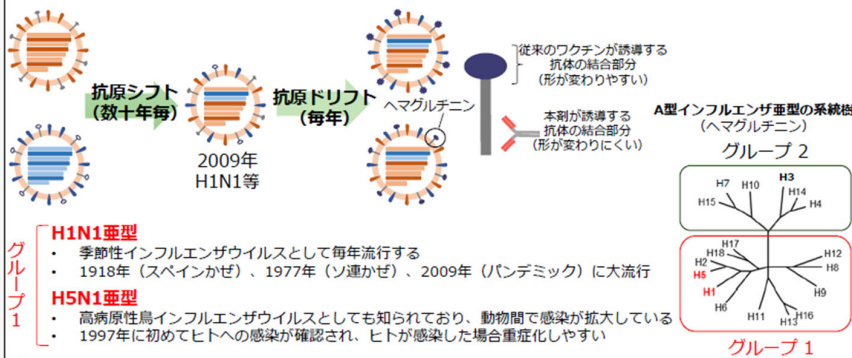 抗原シフト
(数十年毎)
2009年
H1N1等
抗原ドリフト
(毎年)
ヘマグルチニン
従来のワクチンが誘導する
抗体の結合部分
(形が変わりやすい)
本剤が誘導する
抗体の結合部分
(形が変わりにくい)
A型インフルエンザ亜型の系統樹
(ヘマグルチニン)
グループ 2
H3
H7
H10
H14
H15
H4
H17
H18
H2
H5
H1
H6
H11
H13
H16
H9
H8
H12
グループ 1
グループ1
H1N1亜型
• 季節性インフルエンザウイルスとして毎年流行する
• 1918年(スペインかぜ)、1977年(ソ連かぜ)、2009年(パンデミック)に大流行
H5N1亜型
• 高病原性鳥インフルエンザウイルスとしても知られており、動物間で感染が拡大している
• 1997年に初めてヒトへの感染が確認され、ヒトが感染した場合重症化しやすい